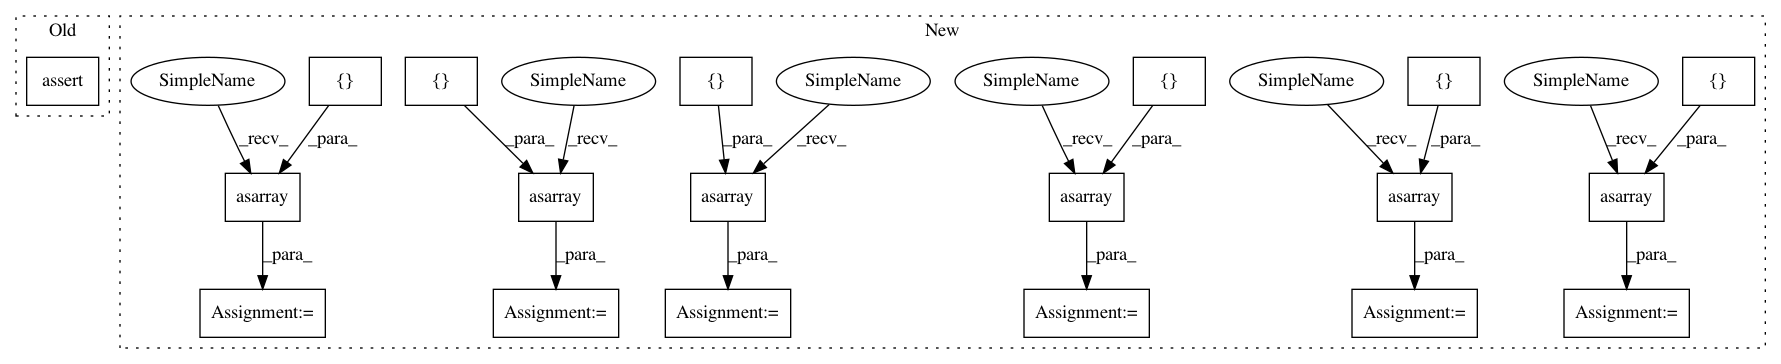 Old
New
assert
SimpleName
{}
{}
SimpleName
{}
SimpleName
SimpleName
{}
SimpleName
{}
SimpleName
{}
_recv_
_para_
_para_
_recv_
_para_
_recv_
_recv_
_para_
_recv_
_para_
_recv_
_para_
asarray
asarray
asarray
asarray
asarray
asarray
_para_
_para_
_para_
_para_
_para_
_para_
Assignment:=
Assignment:=
Assignment:=
Assignment:=
Assignment:=
Assignment:=